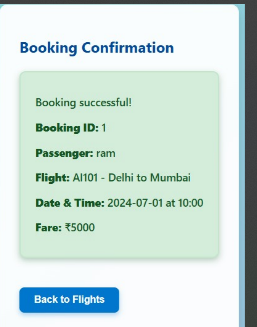 Booking Confirmation
Booking successful!
Booking ID: 1
Passenger: ram
Flight: AI101 - Delhi to Mumbai
Date & Time: 2024-07-01 at 10:00
Fare: ₹5000
Back to Flights